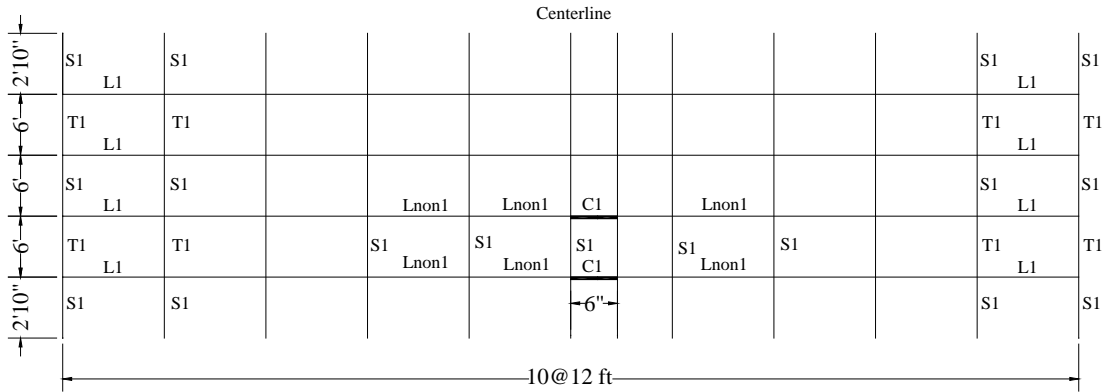 Centerline
2'10"
S1 S1 S1 S1
L1 L1
6'
T1 T1 T1 T1
L1 L1
6'
S1 S1 S1 S1
L1 Lnon1 Lnon1 C1 Lnon1 L1
6'
T1 T1 S1 S1 S1 S1 S1 T1 T1
L1 Lnon1 Lnon1 C1 Lnon1 L1
2'10"
S1 S1 6" S1 S1
10@12 ft